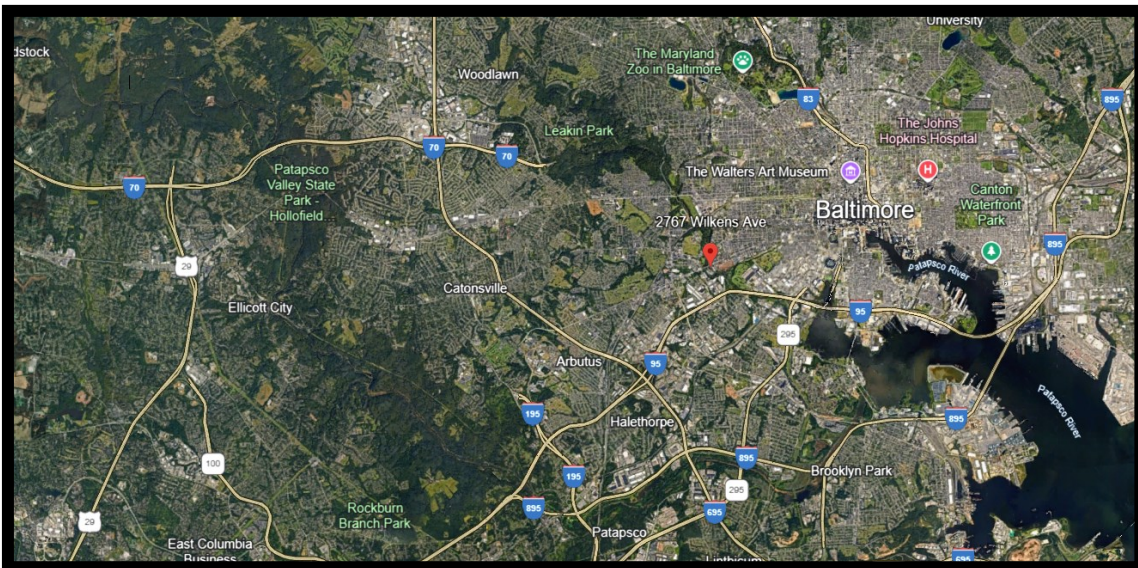 University
dstock
The Maryland
Zoo in Baltimore
Woodlawn
83
895
The Johns
Hopkins Hospital
Leakin Park
70
70
70
Patapsco
Valley State
Park -
Hollofield...
The Walters Art Museum
H
Canton
Waterfront
Park
Baltimore
2767 Wilkens Ave
895
29
Patapsco River
Catonsville
Ellicott City
95
295
Arbutus
95
Patapsco River
195
Halethorpe
895
895
Brooklyn Park
100
195
295
Rockburn
Branch Park
895
695
29
Patapsco
East Columbia
Business
Linthicum
695